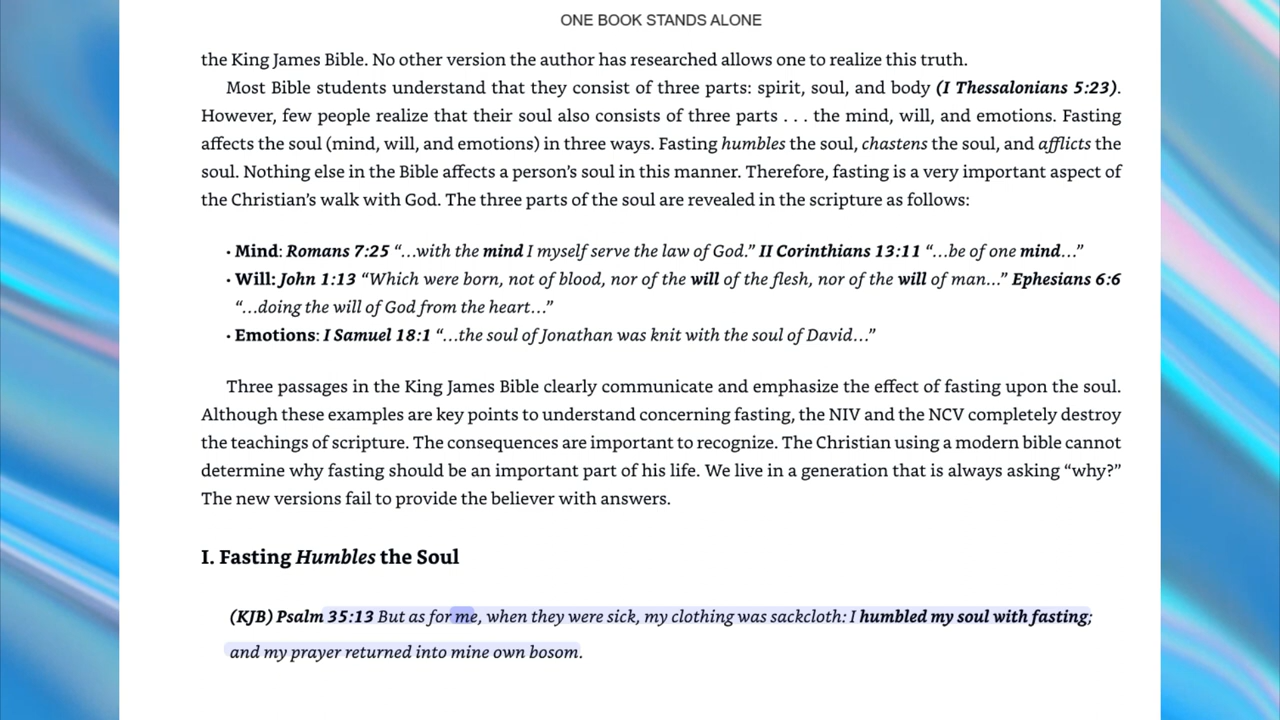 ONE BOOK STANDS ALONE
the King James Bible. No other version the author has researched allows one to realize this truth.
Most Bible students understand that they consist of three parts: spirit, soul, and body (I Thessalonians 5:23).
However, few people realize that their soul also consists of three parts . . . the mind, will, and emotions. Fasting
affects the soul (mind, will, and emotions) in three ways. Fasting humbles the soul, chastens the soul, and afflicts the
soul. Nothing else in the Bible affects a person’s soul in this manner. Therefore, fasting is a very important aspect of
the Christian’s walk with God. The three parts of the soul are revealed in the scripture as follows:
· Mind: Romans 7:25 “…with the mind I myself serve the law of God.” II Corinthians 13:11 “…be of one mind…”
· Will: John 1:13 “Which were born, not of blood, nor of the will of the flesh, nor of the will of man…” Ephesians 6:6
“…doing the will of God from the heart…”
· Emotions: I Samuel 18:1 “…the soul of Jonathan was knit with the soul of David…”
Three passages in the King James Bible clearly communicate and emphasize the effect of fasting upon the soul.
Although these examples are key points to understand concerning fasting, the NIV and the NCV completely destroy
the teachings of scripture. The consequences are important to recognize. The Christian using a modern bible cannot
determine why fasting should be an important part of his life. We live in a generation that is always asking “why?”
The new versions fail to provide the believer with answers.
I. Fasting Humbles the Soul
(KJB) Psalm 35:13 But as for me, when they were sick, my clothing was sackcloth: I humbled my soul with fasting;
and my prayer returned into mine own bosom.